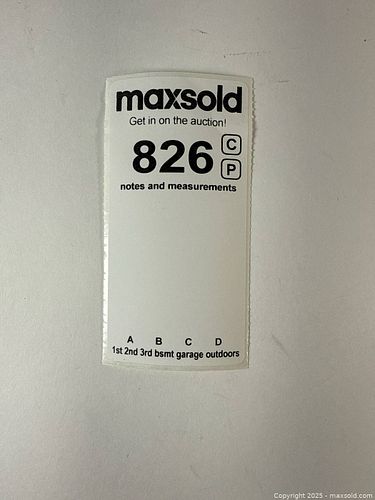 maxsold
Get in on the auction!
826 C
P
notes and measurements
A B C D
1st 2nd 3rd bsmt garage outdoors
Copyright 2025 - maxsold.com